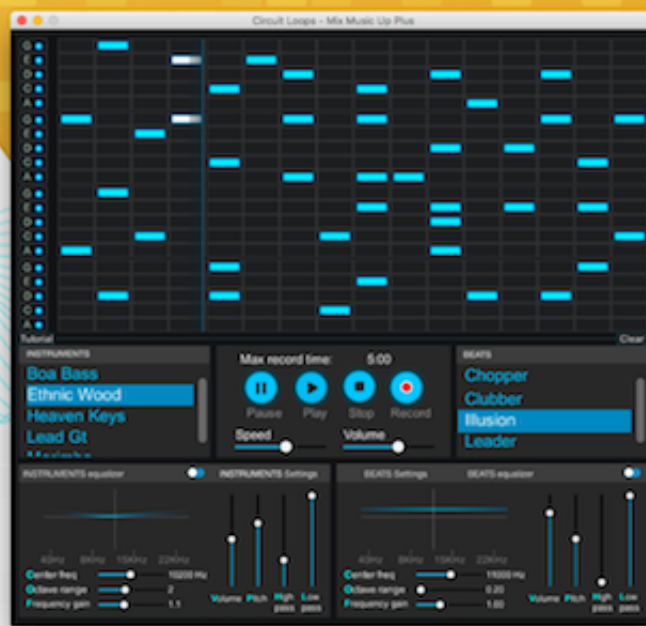 Circuit Loops - Mix Music Up Plus
G
E
D
C
A
G
E
D
C
A
G
E
D
C
A
G
E
D
C
A
Tutorial
Clear
INSTRUMENTS
Boa Bass
Ethnic Wood
Heaven Keys
Lead Gt
Max record time: 5:00
Pause Play Stop Record
Speed Volume
BEATS
Chopper
Clubber
Illusion
Leader
INSTRUMENTS equalizer
INSTRUMENTS Settings
40Hz 8KHz 15KHz 22KHz
Center freq 10200 Hz
Octave range 2
Frequency gain 1.1
Volume Pitch High pass Low pass
BEATS Settings
BEATS equalizer
40Hz 8KHz 15KHz 22KHz
Center freq 11000 Hz
Octave range 0.20
Frequency gain 1.00
Volume Pitch High pass Low pass